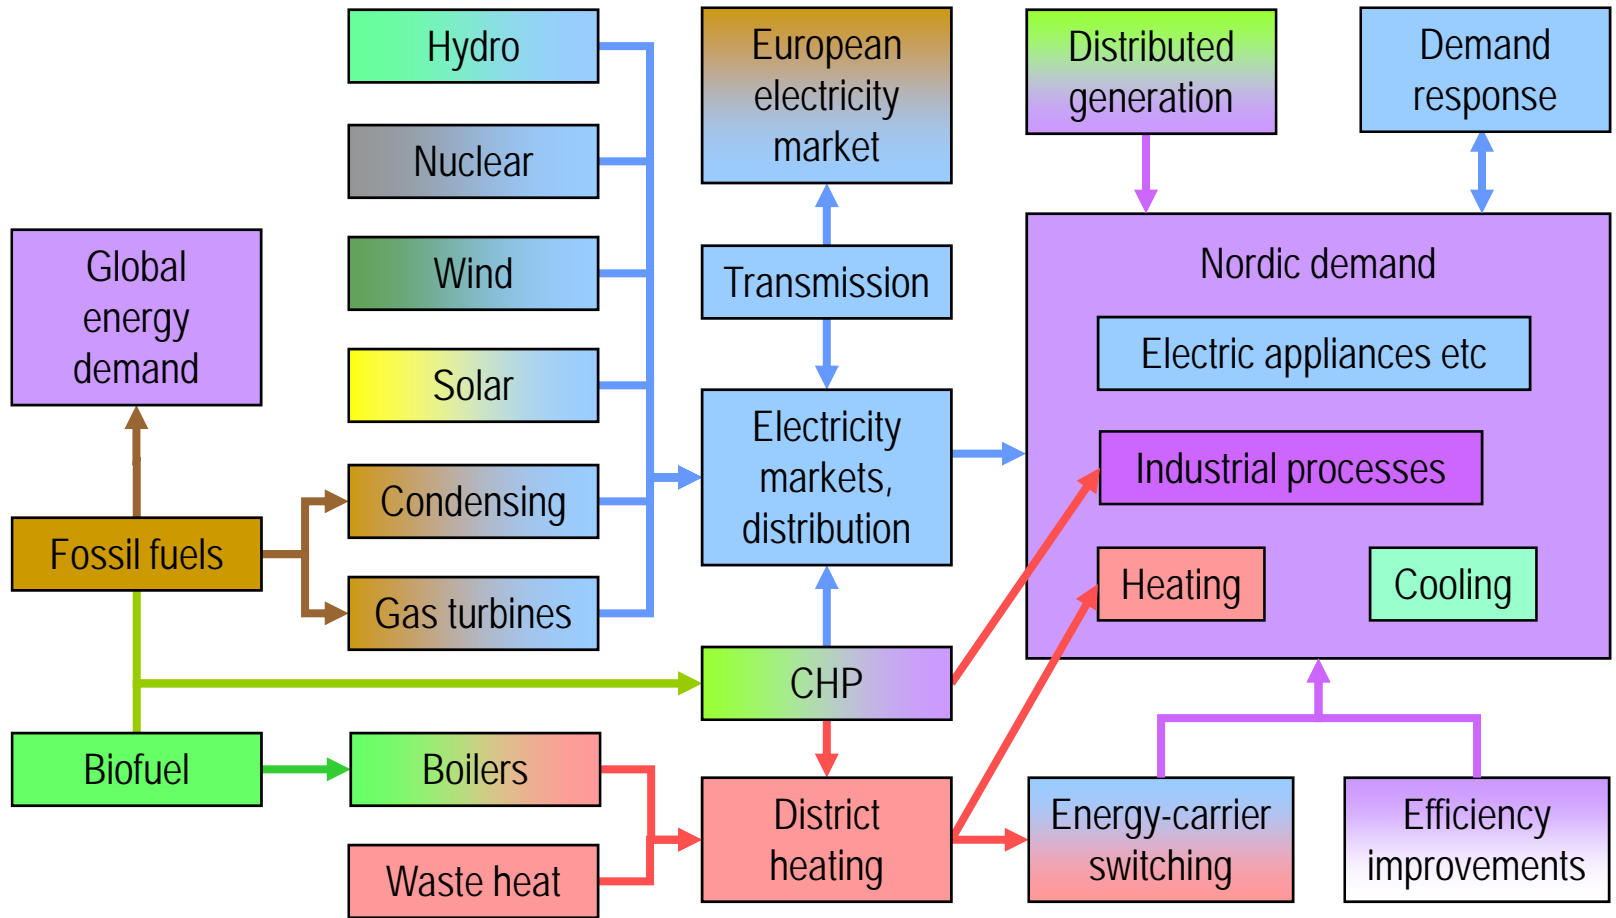 Hydro
Nuclear
Wind
Solar
Condensing
Gas turbines
Global
energy
demand
Fossil fuels
Biofuel
Boilers
Waste heat
European
electricity
market
Transmission
Electricity
markets,
distribution
CHP
District
heating
Distributed
generation
Demand
response
Nordic demand
Electric appliances etc
Industrial processes
Heating
Cooling
Energy-carrier
switching
Efficiency
improvements